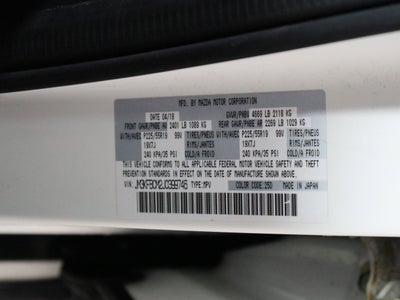 MFD. BY MAZDA MOTOR CORPORATION
DATE 04/18 GVWR/PNBV 4669 LB 2118 KG
FRONT GAWR/PNBE AV 2401 LB 1089 KG REAR GAWR/PNBE AR 2269 LB 1029 KG
WITH/AVEC P225/55R19 99V TIRES/PNEUS WITH/AVEC P225/55R19 99V TIRES/PNEUS
19X7J RIMS/JANTES 19X7J RIMS/JANTES
240 KPA/35 PSI COLD/A FROID 240 KPA/35 PSI COLD/A FROID
THIS VEHICLE CONFORMS TO ALL APPLICABLE FEDERAL MOTOR VEHICLE SAFETY AND THEFT
PREVENTION STANDARDS IN EFFECT ON THE DATE OF MANUFACTURE SHOWN ABOVE.
VIN: JM3KFBCM2J0399746 TYPE:MPV
COLOR CODE: 25D MADE IN JAPAN